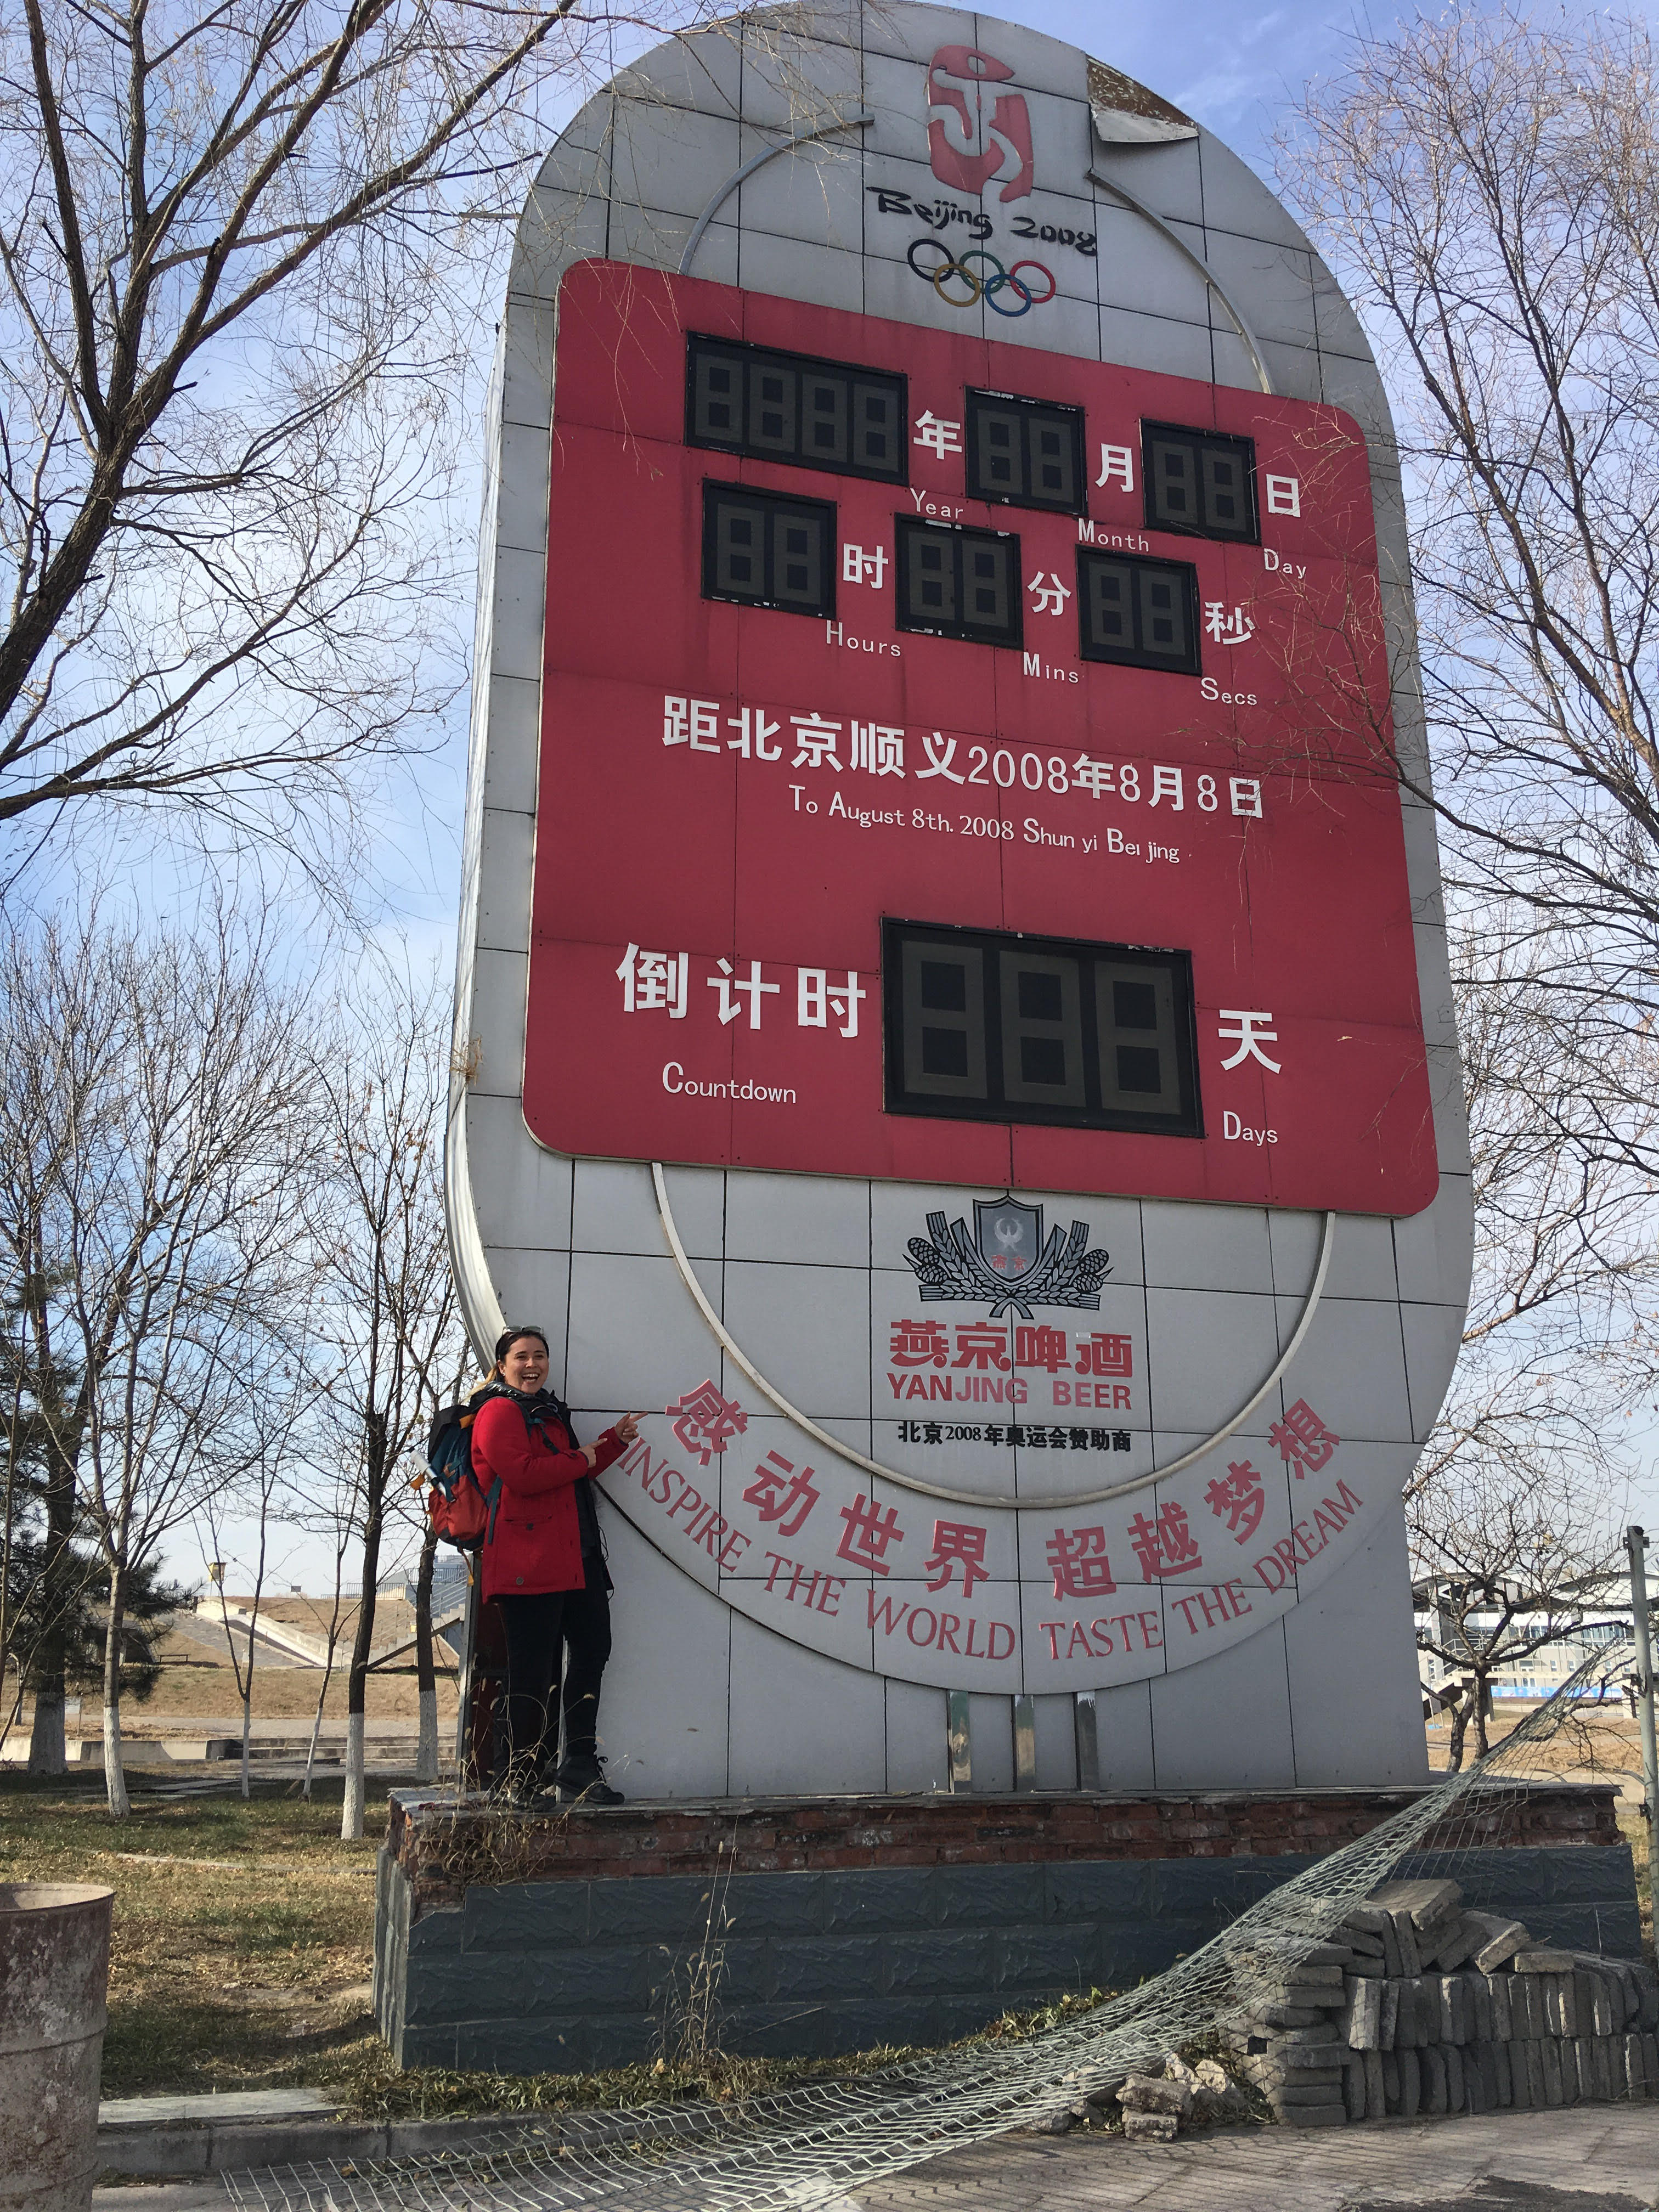 Beijing 2008
年 月 日
Year Month Day
时 分 秒
Hours Mins Secs
距北京顺义2008年8月8日
To August 8th. 2008 Shun yi Bei jing
倒计时 天
Countdown Days
燕京
燕京啤酒
YANJING BEER
北京2008年奥运会赞助商
感动世界 超越梦想
INSPIRE THE WORLD TASTE THE DREAM